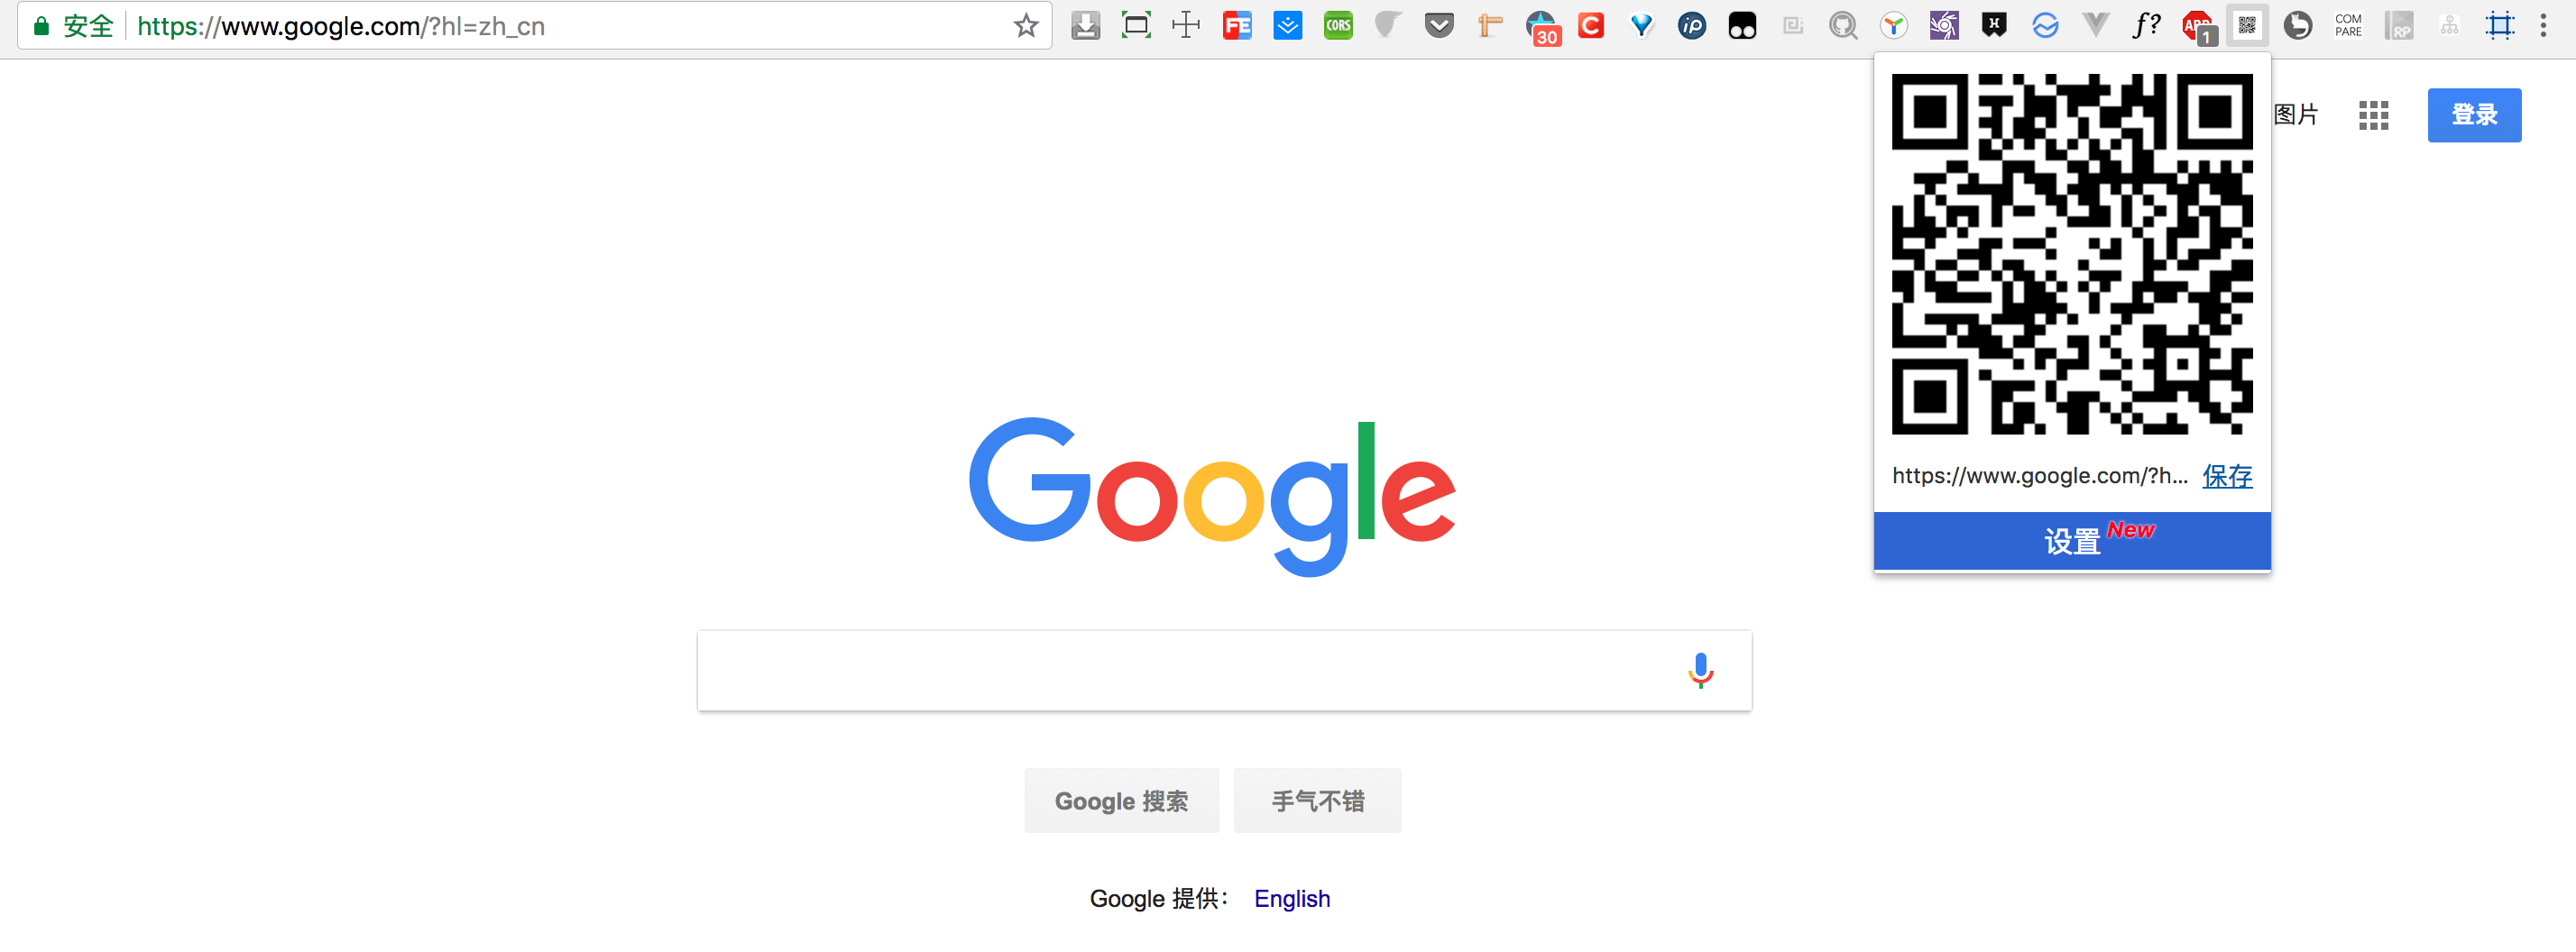 安全 https://www.google.com/?hl=zh_cn
FE
CORS
30
C
ip
f?
ABP
1
COM
PARE
RP
图片
登录
https://www.google.com/?h... 保存
设置 New
Google
Google 搜索 手气不错
Google 提供： English